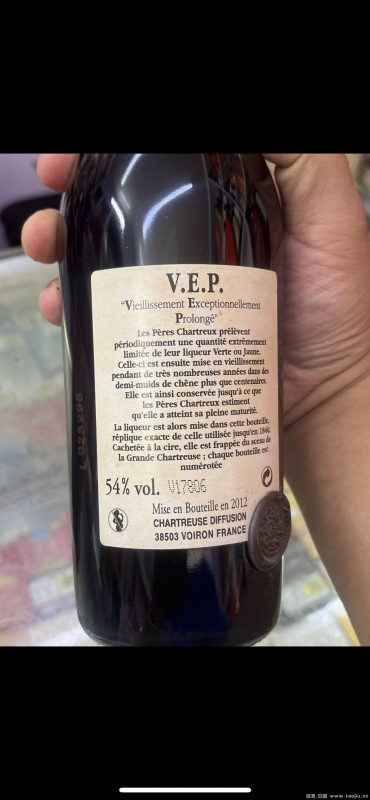 V.E.P.
"Vieillissement Exceptionnellement
Prolongé"
Les Pères Chartreux prélèvent
périodiquement une quantité extrêmement
limitée de leur liqueur Verte ou Jaune.
Celle-ci est ensuite mise en vieillissement
pendant de très nombreuses années dans des
demi-muids de chêne plus que centenaires.
Elle est ainsi conservée jusqu'à ce que
les Pères Chartreux estiment
qu'elle a atteint sa pleine maturité.
La liqueur est alors mise dans cette bouteille,
réplique exacte de celle utilisée jusqu'en 1840.
Cachetée à la cire, elle est frappée du sceau de
la Grande Chartreuse ; chaque bouteille est
numérotée
54% vol. V17806
Mise en Bouteille en 2012
CHARTREUSE DIFFUSION
38503 VOIRON FRANCE
www.taojiu.cc